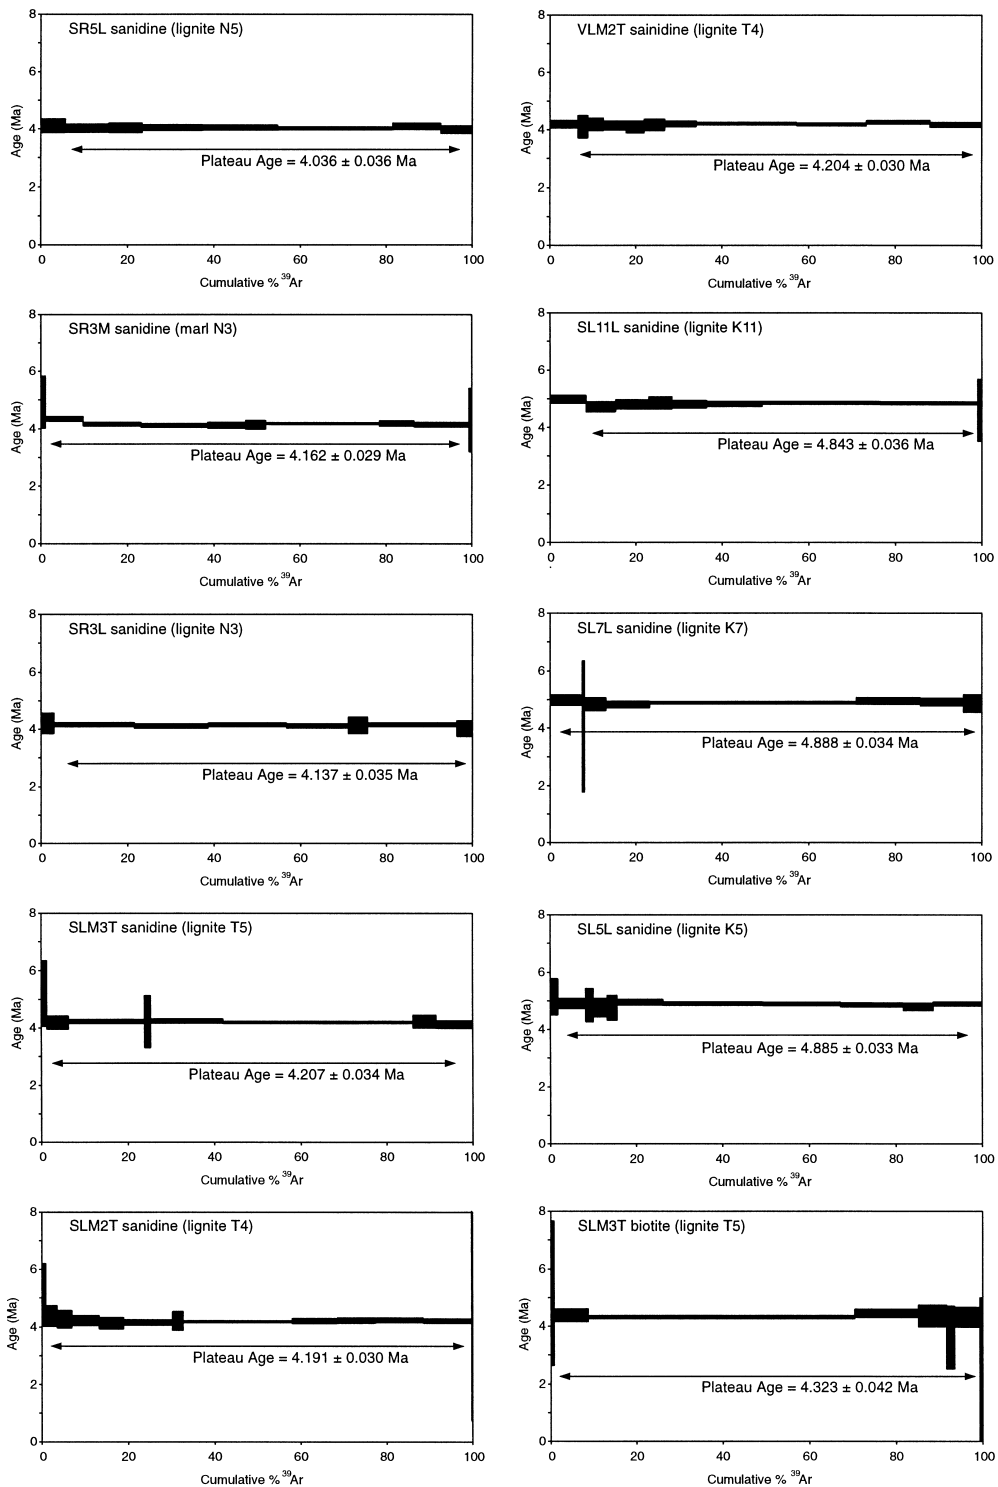 SR5L sanidine (lignite N5)
8
6
4
2
0
Age (Ma)
Plateau Age = 4.036 ± 0.036 Ma
0 20 40 60 80 100
Cumulative % 39Ar
VLM2T sainidine (lignite T4)
8
6
4
2
0
Age (Ma)
Plateau Age = 4.204 ± 0.030 Ma
0 20 40 60 80 100
Cumulative % 39Ar
SR3M sanidine (marl N3)
8
6
4
2
0
Age (Ma)
Plateau Age = 4.162 ± 0.029 Ma
0 20 40 60 80 100
Cumulative % 39Ar
SL11L sanidine (lignite K11)
8
6
4
2
0
Age (Ma)
Plateau Age = 4.843 ± 0.036 Ma
0 20 40 60 80 100
Cumulative % 39Ar
SR3L sanidine (lignite N3)
8
6
4
2
0
Age (Ma)
Plateau Age = 4.137 ± 0.035 Ma
0 20 40 60 80 100
Cumulative % 39Ar
SL7L sanidine (lignite K7)
8
6
4
2
0
Age (Ma)
Plateau Age = 4.888 ± 0.034 Ma
0 20 40 60 80 100
Cumulative % 39Ar
SLM3T sanidine (lignite T5)
8
6
4
2
0
Age (Ma)
Plateau Age = 4.207 ± 0.034 Ma
0 20 40 60 80 100
Cumulative % 39Ar
SL5L sanidine (lignite K5)
8
6
4
2
0
Age (Ma)
Plateau Age = 4.885 ± 0.033 Ma
0 20 40 60 80 100
Cumulative % 39Ar
SLM2T sanidine (lignite T4)
8
6
4
2
0
Age (Ma)
Plateau Age = 4.191 ± 0.030 Ma
0 20 40 60 80 100
Cumulative % 39Ar
SLM3T biotite (lignite T5)
8
6
4
2
0
Age (Ma)
Plateau Age = 4.323 ± 0.042 Ma
0 20 40 60 80 100
Cumulative % 39Ar